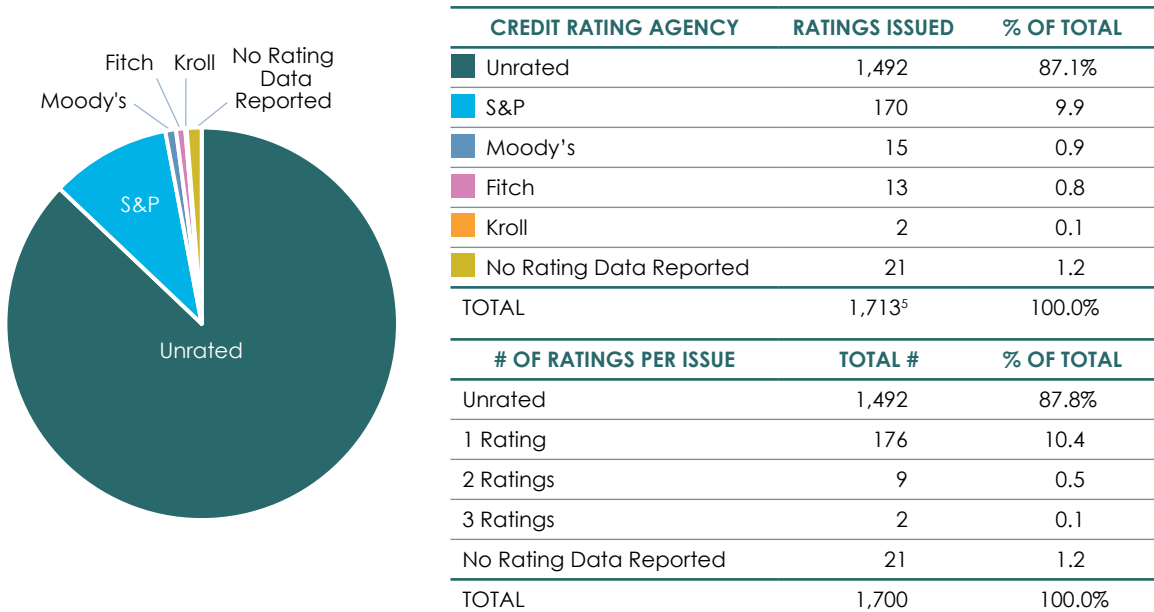 Fitch Kroll No Rating
Data
Moody's Reported
S&P
Unrated
CREDIT RATING AGENCY RATINGS ISSUED % OF TOTAL
Unrated 1,492 87.1%
S&P 170 9.9
Moody’s 15 0.9
Fitch 13 0.8
Kroll 2 0.1
No Rating Data Reported 21 1.2
TOTAL 1,713⁵ 100.0%
# OF RATINGS PER ISSUE TOTAL # % OF TOTAL
Unrated 1,492 87.8%
1 Rating 176 10.4
2 Ratings 9 0.5
3 Ratings 2 0.1
No Rating Data Reported 21 1.2
TOTAL 1,700 100.0%